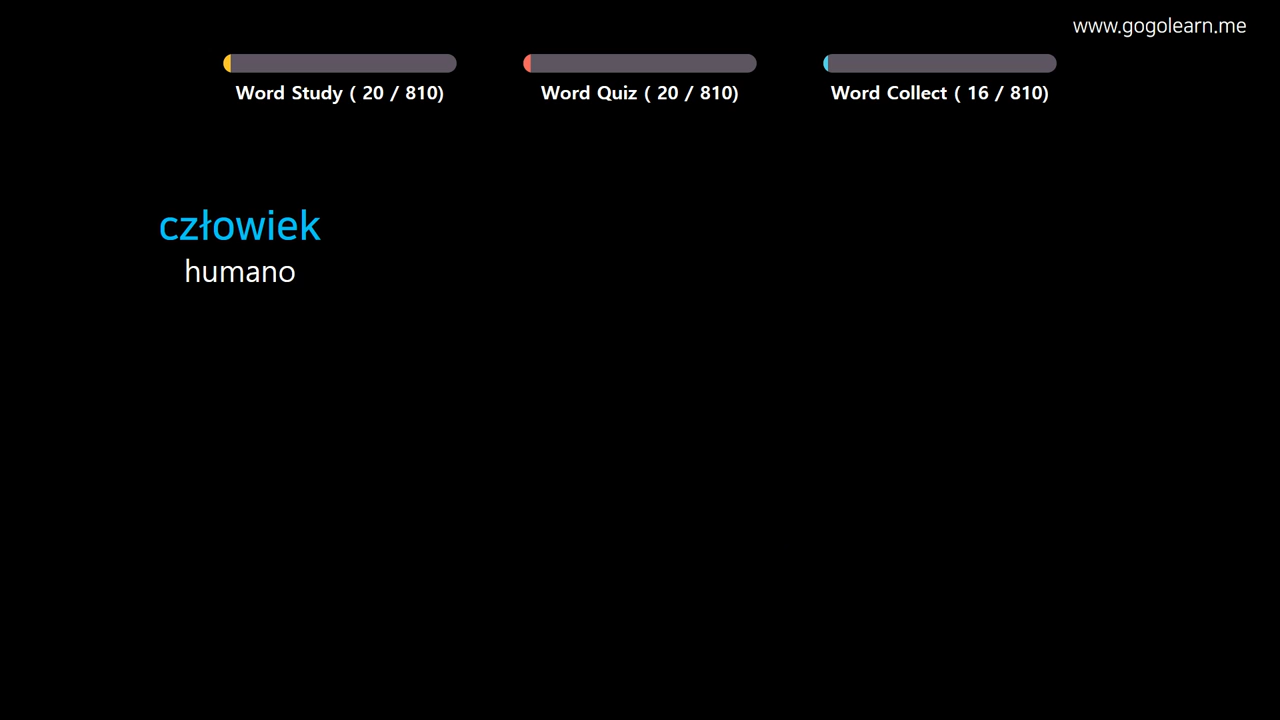 www.gogolearn.me
Word Study ( 20 / 810)
Word Quiz ( 20 / 810)
Word Collect ( 16 / 810)
człowiek
humano